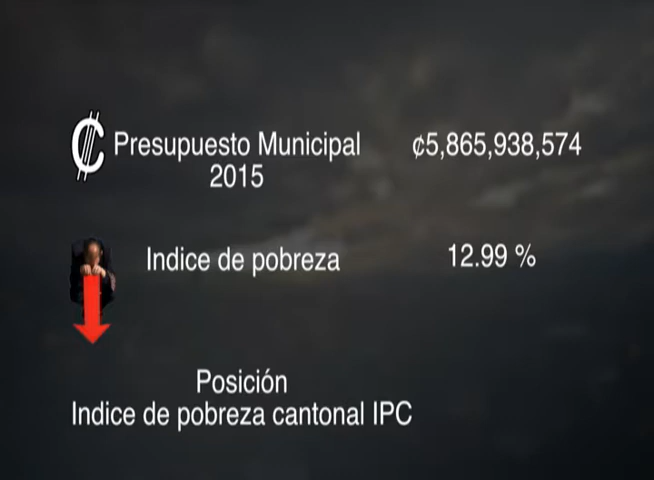 ₡ Presupuesto Municipal ¢5,865,938,574
2015
Indice de pobreza 12.99 %
Posición
Indice de pobreza cantonal IPC